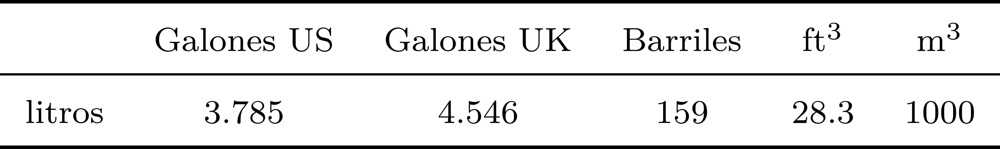 Galones US Galones UK Barriles ft³ m³
litros 3.785 4.546 159 28.3 1000